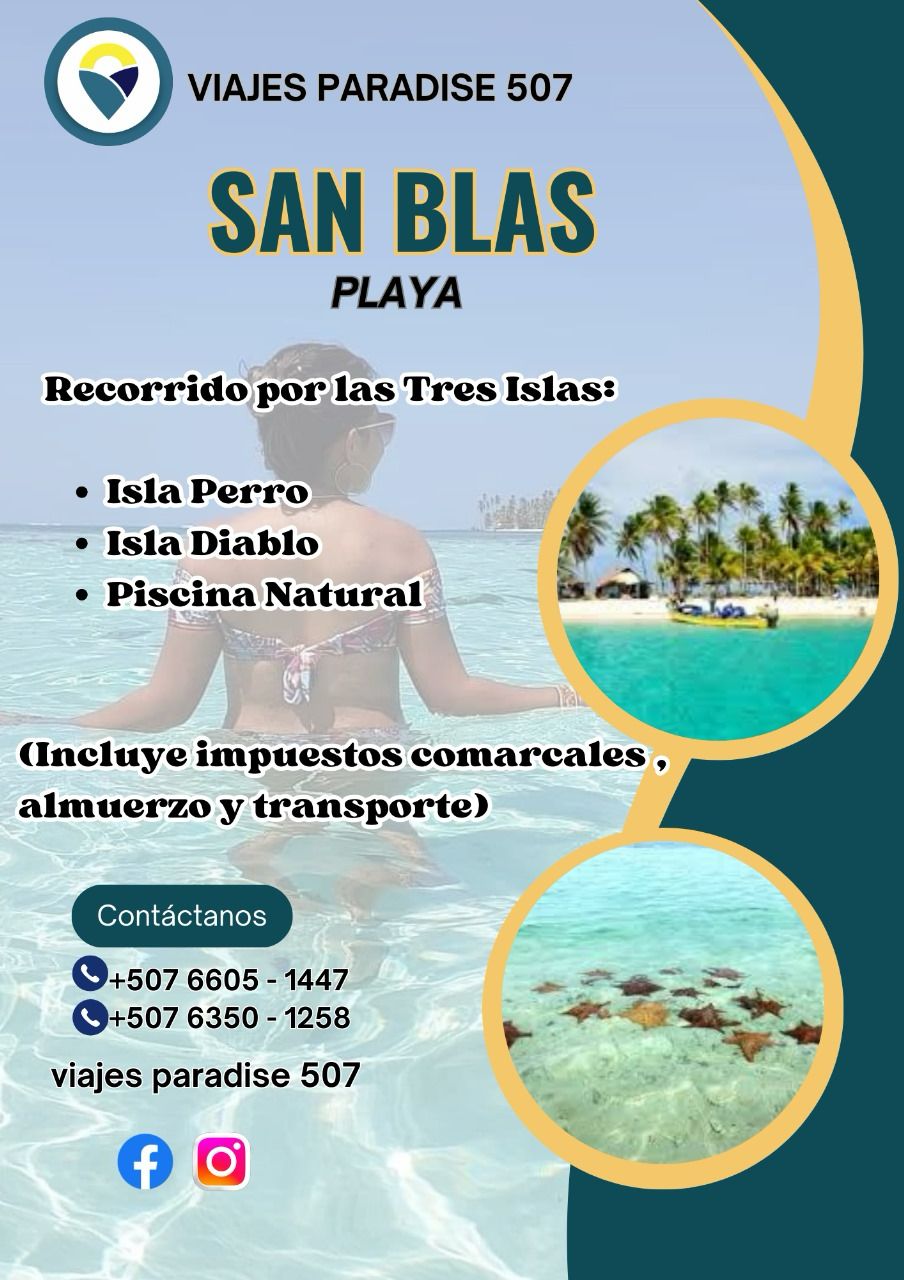 VIAJES PARADISE 507
SAN BLAS
PLAYA
Recorrido por las Tres Islas:
• Isla Perro
• Isla Diablo
• Piscina Natural
(Incluye impuestos comarcales ,
almuerzo y transporte)
Contáctanos
+507 6605 - 1447
+507 6350 - 1258
viajes paradise 507